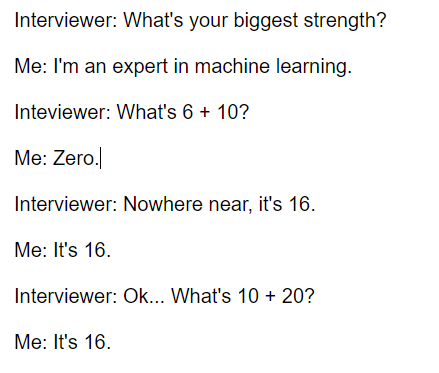 Interviewer: What's your biggest strength?
Me: I'm an expert in machine learning.
Inteviewer: What's 6 + 10?
Me: Zero.
Interviewer: Nowhere near, it's 16.
Me: It's 16.
Interviewer: Ok... What's 10 + 20?
Me: It's 16.